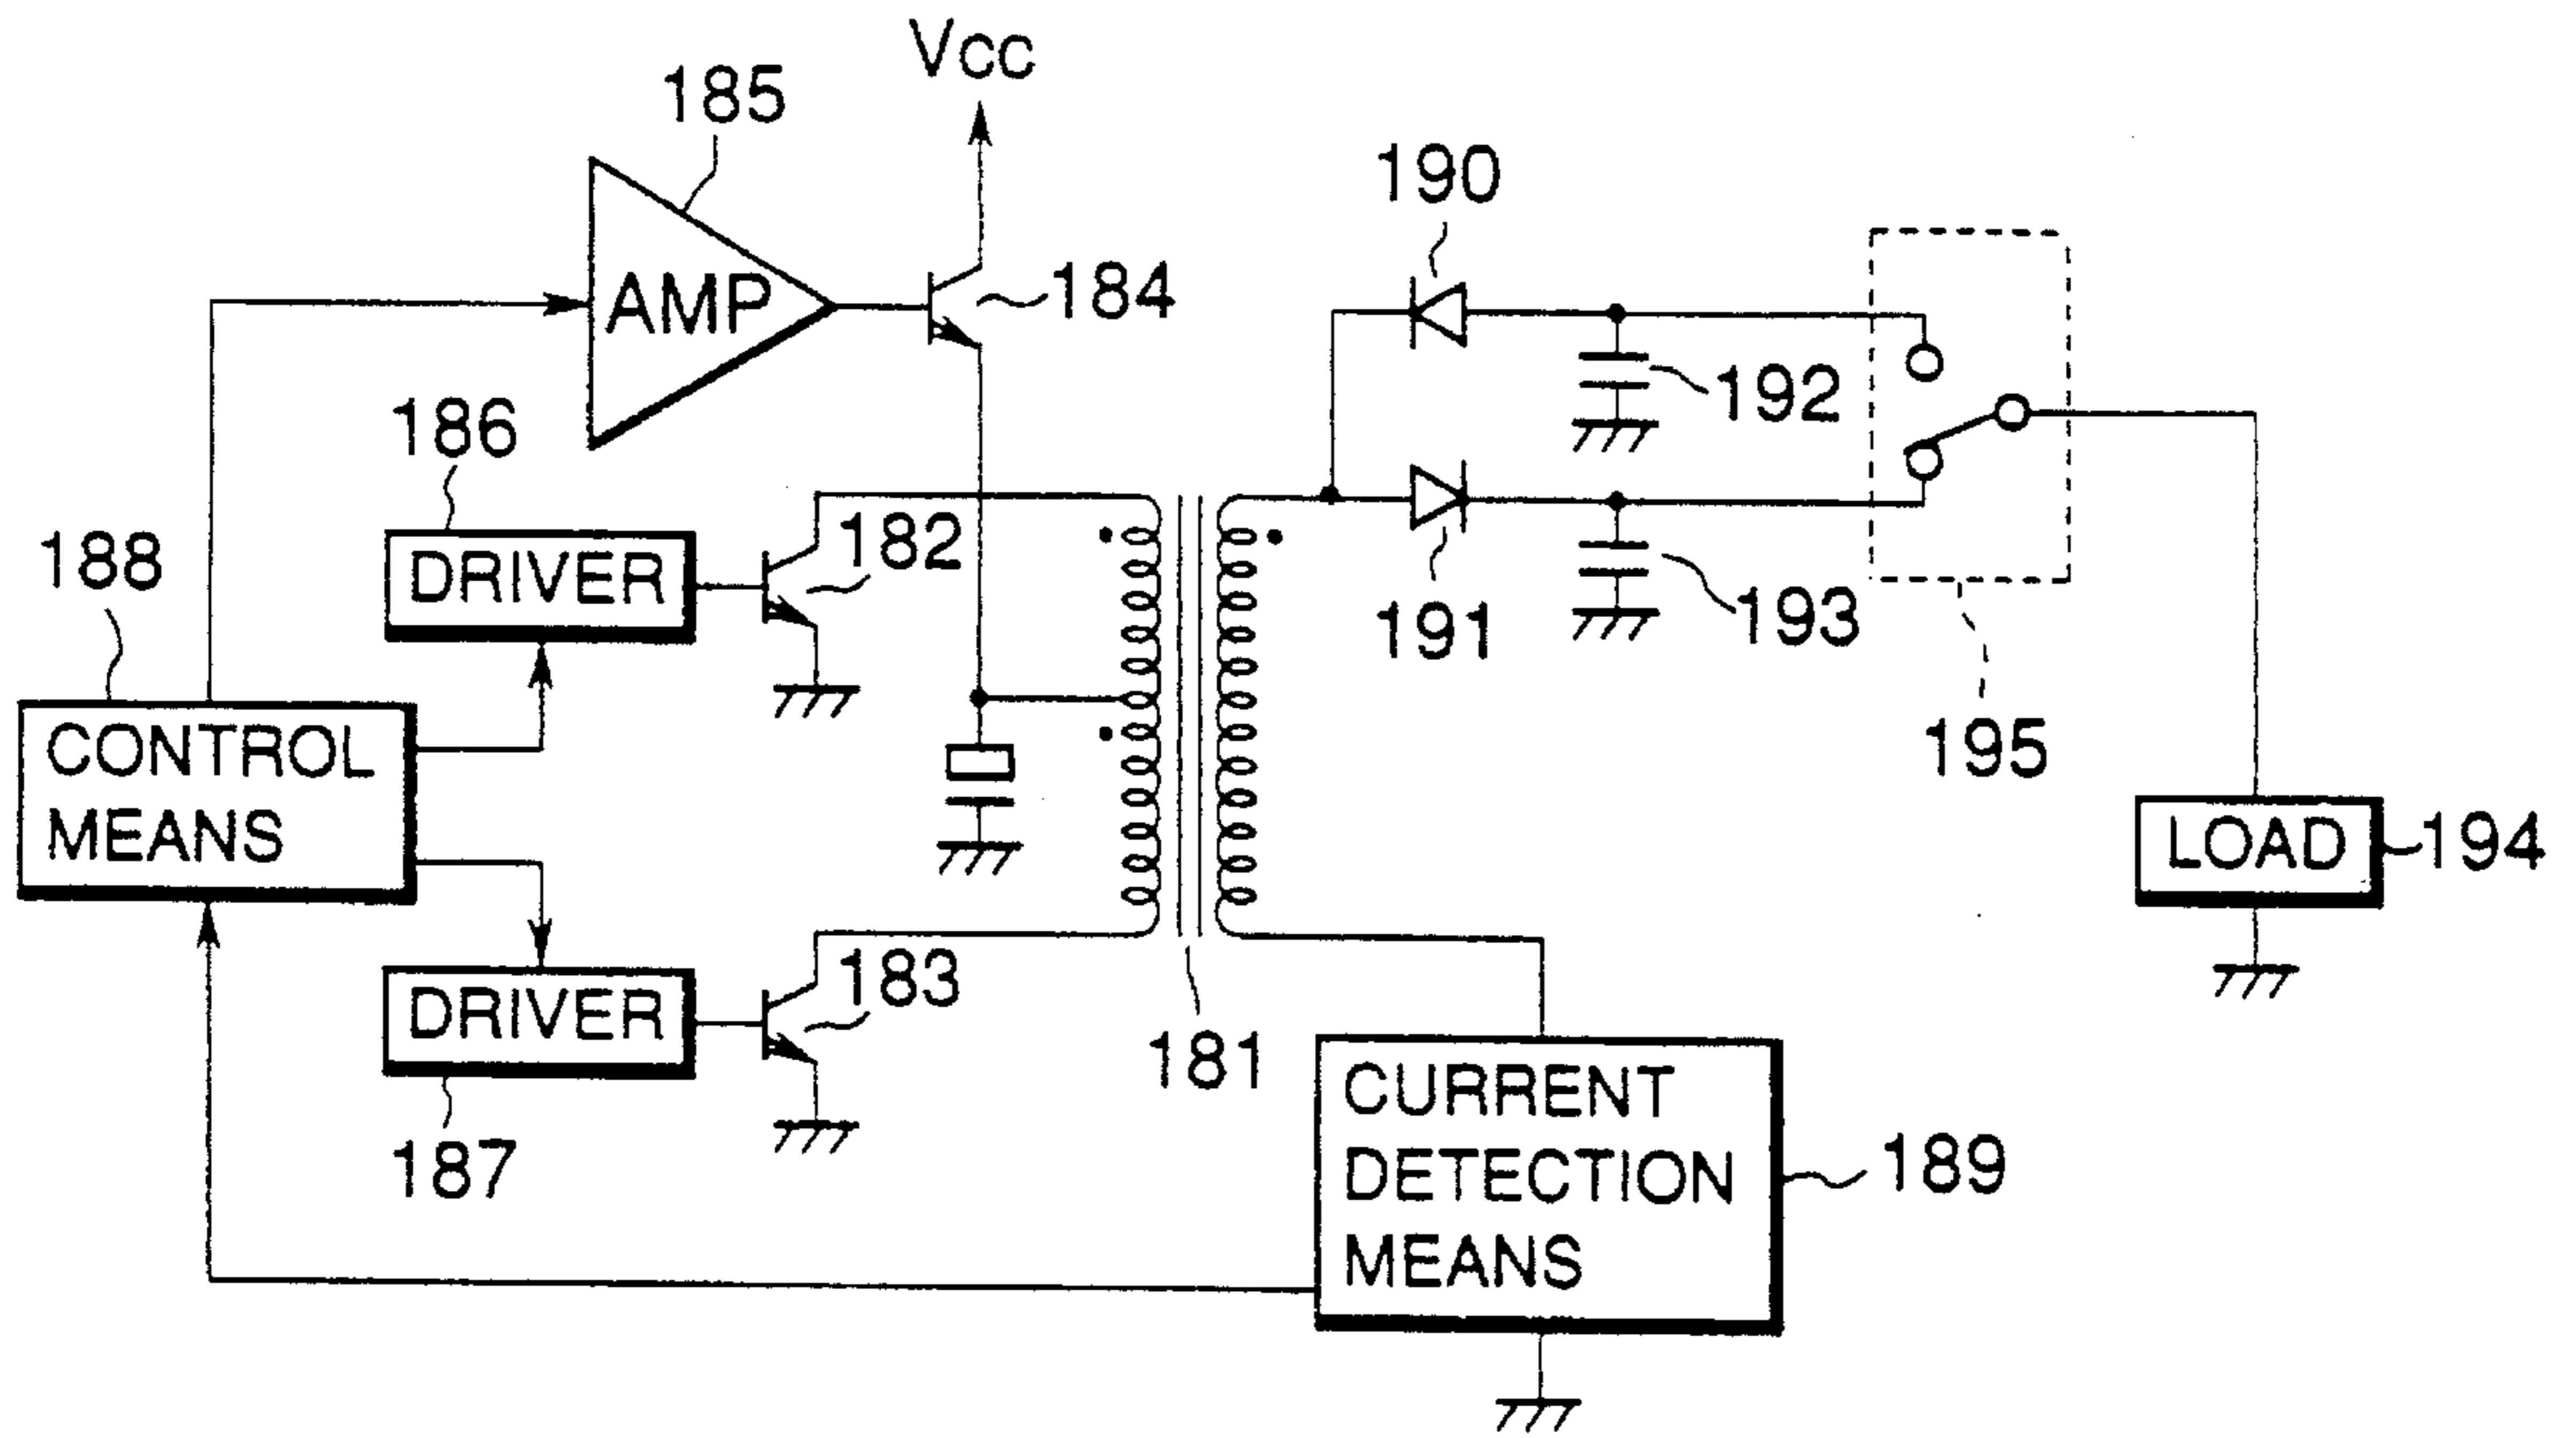 Vcc
185
190
AMP
184
192
186
182
188
DRIVER
191
193
CONTROL
MEANS
195
LOAD
194
183
DRIVER
181
CURRENT
DETECTION
MEANS
187
189